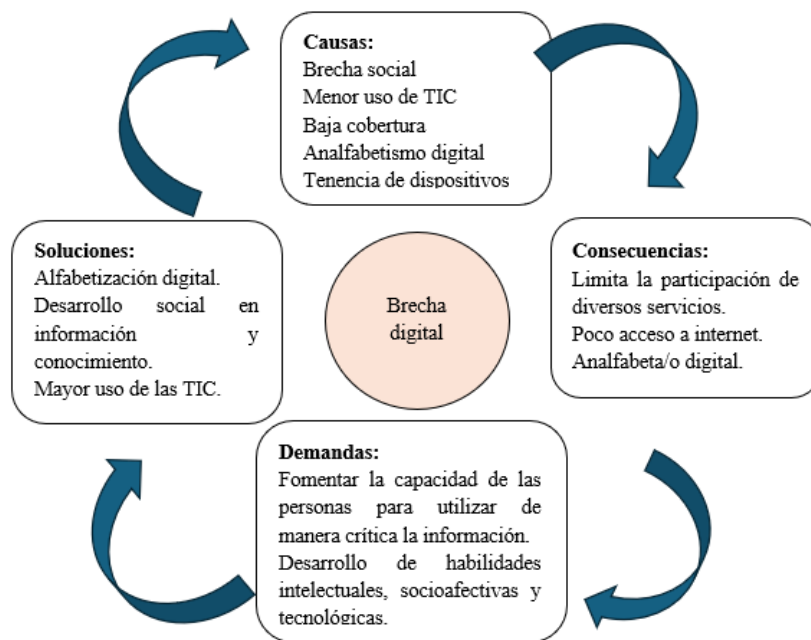 Causas:
Brecha social
Menor uso de TIC
Baja cobertura
Analfabetismo digital
Tenencia de dispositivos
Consecuencias:
Limita la participación de
diversos servicios.
Poco acceso a internet.
Analfabeta/o digital.
Demandas:
Fomentar la capacidad de las
personas para utilizar de
manera crítica la información.
Desarrollo de habilidades
intelectuales, socioafectivas y
tecnológicas.
Soluciones:
Alfabetización digital.
Desarrollo social en
información y
conocimiento.
Mayor uso de las TIC.
Brecha
digital